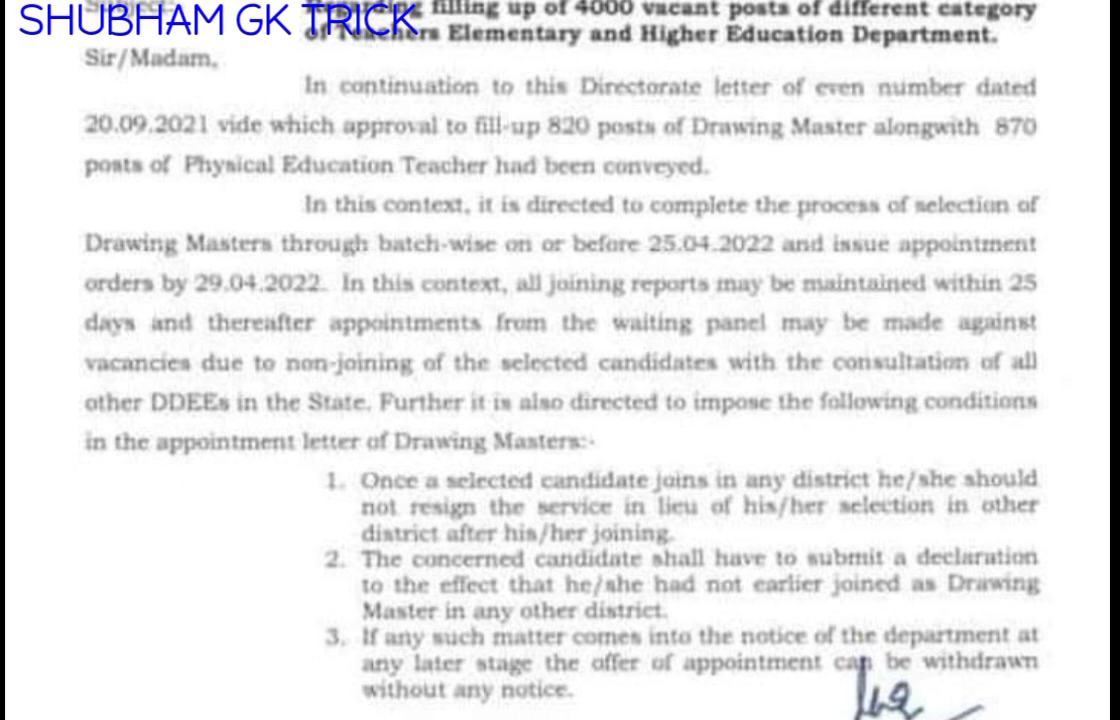 SHUBHAM GK TRICK
filling up of 4000 vacant posts of different category
of Teachers Elementary and Higher Education Department.
Sir/Madam,
In continuation to this Directorate letter of even number dated
20.09.2021 vide which approval to fill-up 820 posts of Drawing Master alongwith 870
posts of Physical Education Teacher had been conveyed.
In this context, it is directed to complete the process of selection of
Drawing Masters through batch-wise on or before 25.04.2022 and issue appointment
orders by 29.04.2022. In this context, all joining reports may be maintained within 25
days and thereafter appointments from the waiting panel may be made against
vacancies due to non-joining of the selected candidates with the consultation of all
other DDEEs in the State. Further it is also directed to impose the following conditions
in the appointment letter of Drawing Masters:-
1. Once a selected candidate joins in any district he/she should
not resign the service in lieu of his/her selection in other
district after his/her joining.
2. The concerned candidate shall have to submit a declaration
to the effect that he/she had not earlier joined as Drawing
Master in any other district.
3. If any such matter comes into the notice of the department at
any later stage the offer of appointment can be withdrawn
without any notice.